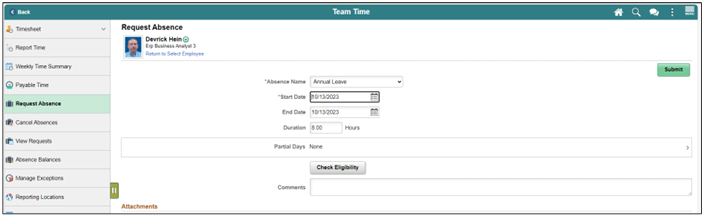 Back
Team Time
Timesheet
Report Time
Weekly Time Summary
Payable Time
Request Absence
Cancel Absences
View Requests
Absence Balances
Manage Exceptions
Reporting Locations
Request Absence
Devrick Hein
Erp Business Analyst 3
Return to Select Employee
Submit
*Absence Name Annual Leave
*Start Date 10/13/2023
End Date 10/13/2023
Duration 8.00 Hours
Partial Days None
Check Eligibility
Comments
Attachments